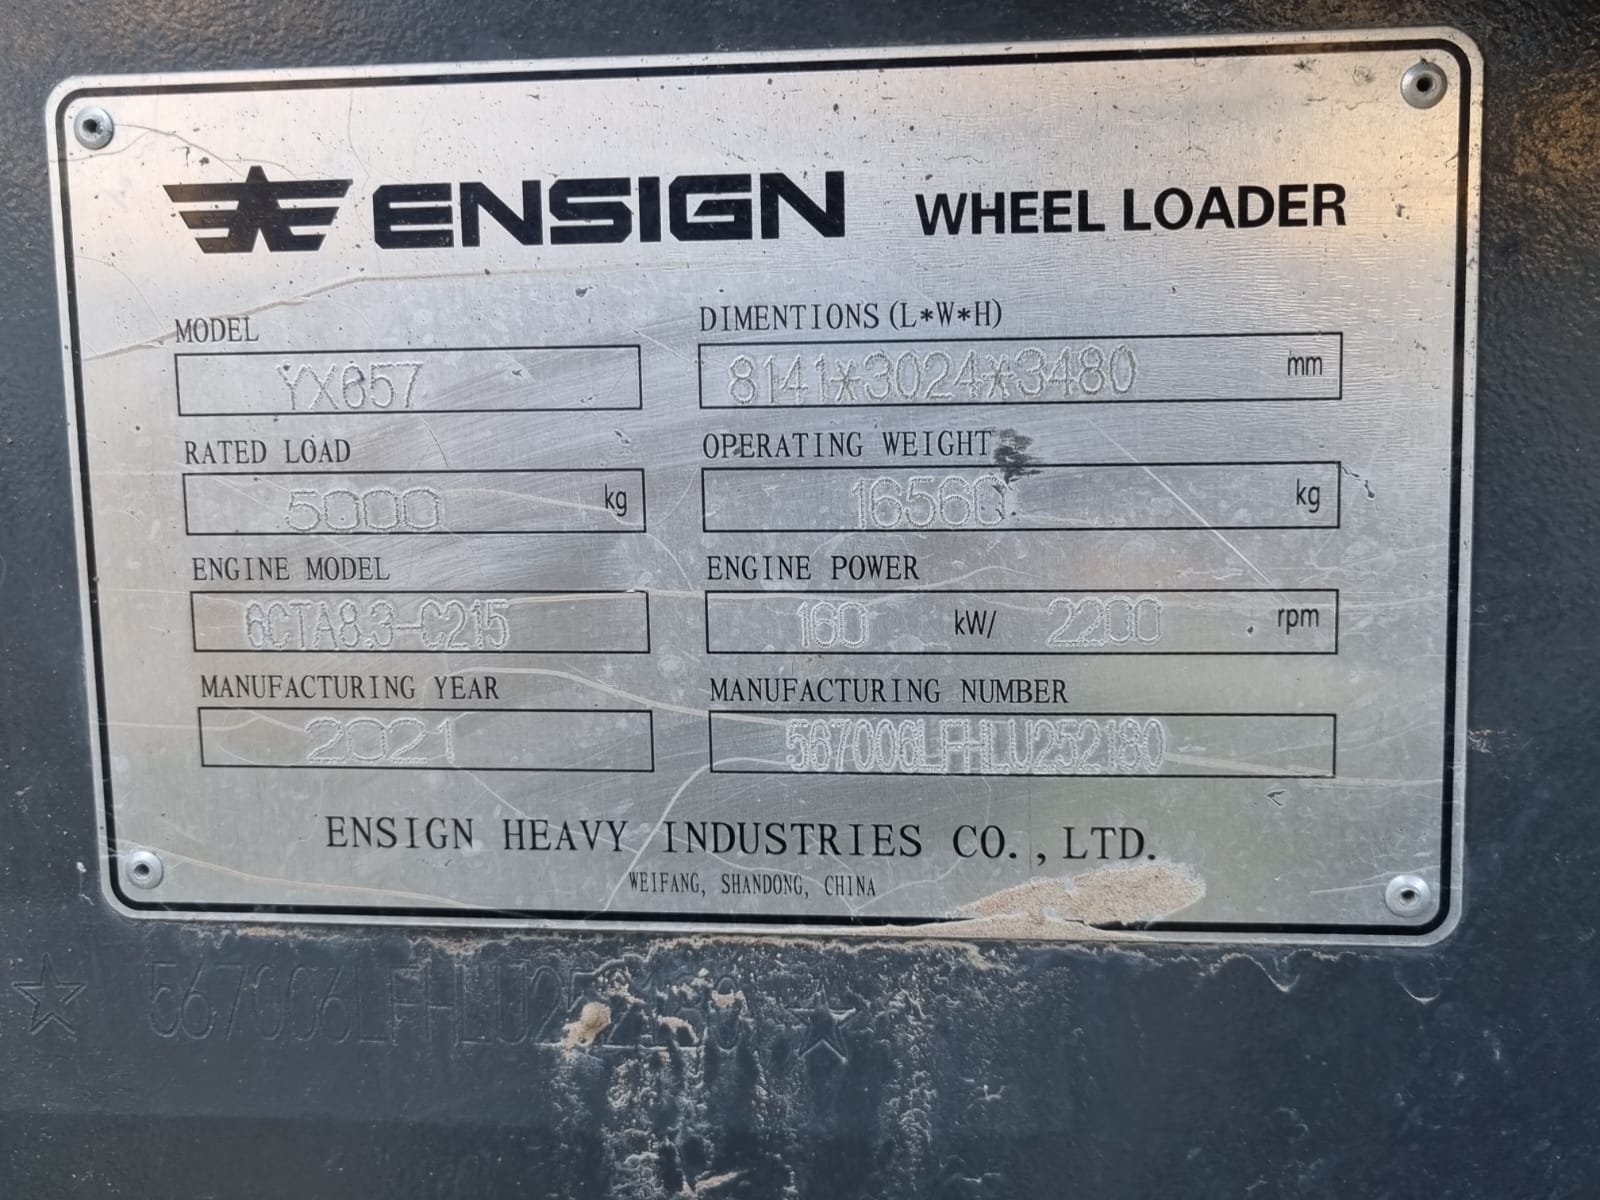 ENSIGN WHEEL LOADER
MODEL
YX657
DIMENTIONS (L*W*H)
8141*3024*3480 mm
RATED LOAD
5000 kg
OPERATING WEIGHT
16560 kg
ENGINE MODEL
6CTA8.3-C215
ENGINE POWER
160 kW/ 2200 rpm
MANUFACTURING YEAR
2021
MANUFACTURING NUMBER
567006LFHLU252180
ENSIGN HEAVY INDUSTRIES CO.,LTD.
WEIFANG, SHANDONG, CHINA
☆567006LFHLU252180☆